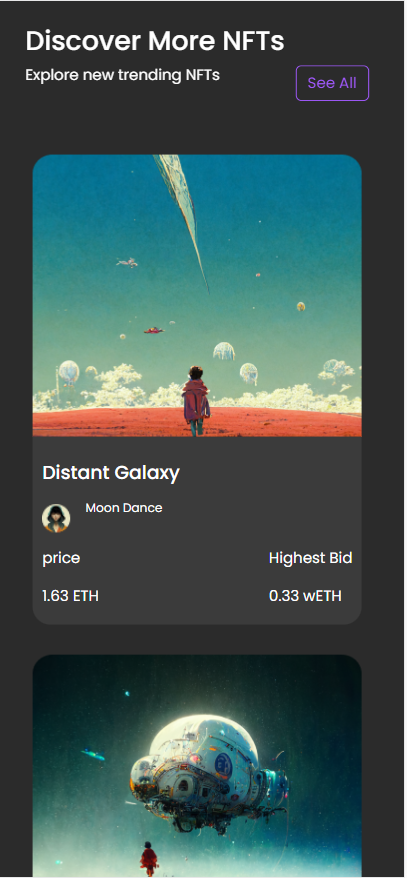 Discover More NFTs
Explore new trending NFTs
See All
Distant Galaxy
Moon Dance
price
Highest Bid
1.63 ETH
0.33 wETH